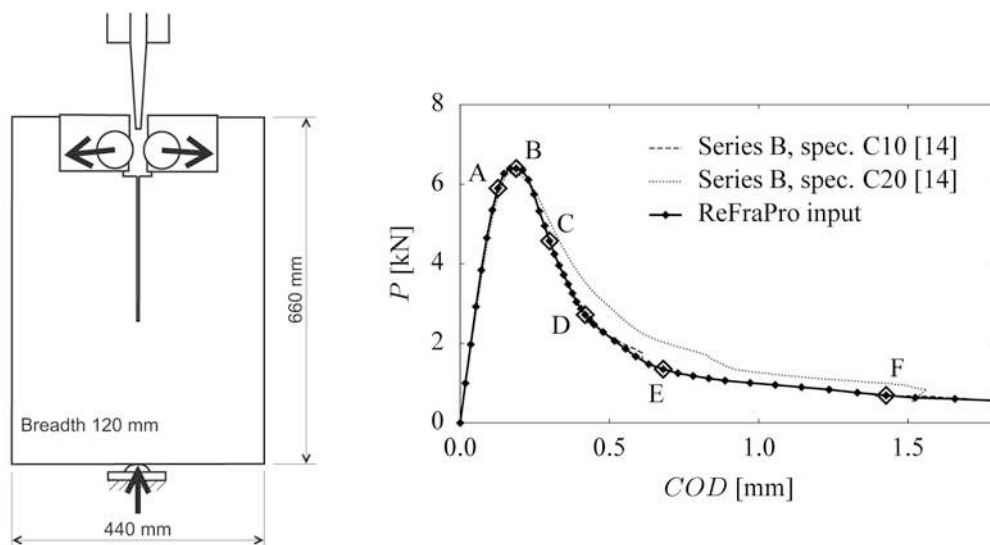 660 mm
Breadth 120 mm
440 mm
8
6
4
2
0
P [kN]
0.0
0.5
1.0
1.5
COD [mm]
A
B
C
D
E
F
Series B, spec. C10 [14]
Series B, spec. C20 [14]
ReFraPro input